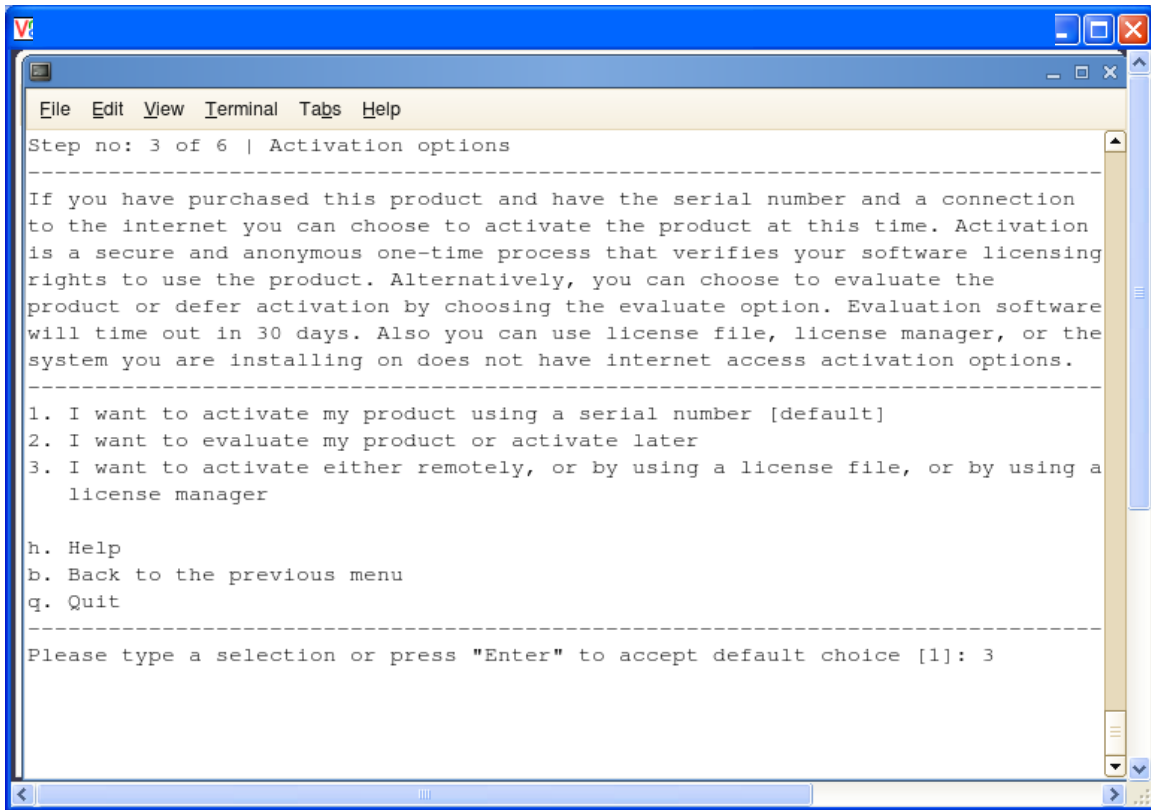 File Edit View Terminal Tabs Help
Step no: 3 of 6 | Activation options
--------------------------------------------------------------------------------
If you have purchased this product and have the serial number and a connection
to the internet you can choose to activate the product at this time. Activation
is a secure and anonymous one-time process that verifies your software licensing
rights to use the product. Alternatively, you can choose to evaluate the
product or defer activation by choosing the evaluate option. Evaluation software
will time out in 30 days. Also you can use license file, license manager, or the
system you are installing on does not have internet access activation options.
--------------------------------------------------------------------------------
1. I want to activate my product using a serial number [default]
2. I want to evaluate my product or activate later
3. I want to activate either remotely, or by using a license file, or by using a
   license manager

h. Help
b. Back to the previous menu
q. Quit
--------------------------------------------------------------------------------
Please type a selection or press "Enter" to accept default choice [1]: 3